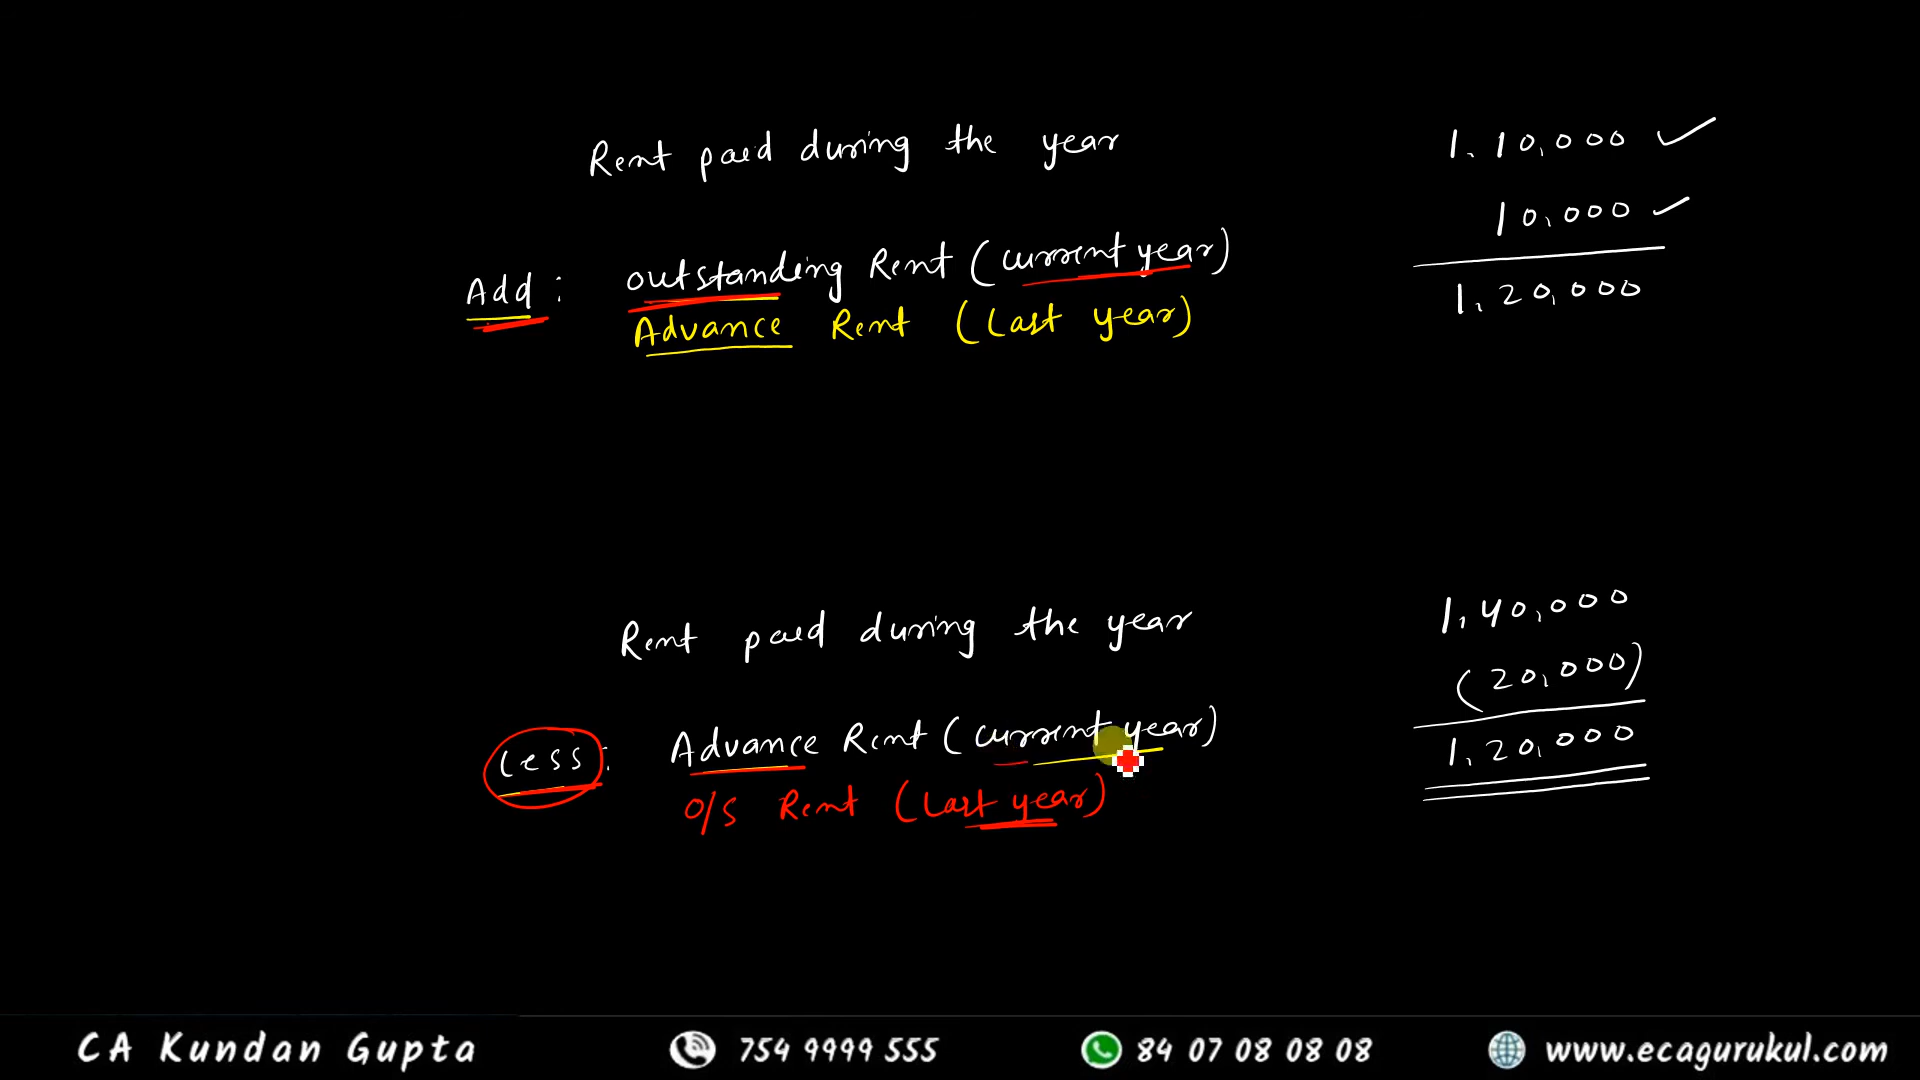 Rent paid during the year 1,10,000 ✓
10,000 ✓
Add: outstanding Rent (current year)
1,20,000
Advance Rent (Last year)
Rent paid during the year 1,40,000
(20,000)
Less: Advance Rent (current year) 1,20,000
O/S Rent (Last year)
CA Kundan Gupta 754 9999 555 84 07 08 08 08 www.ecagurukul.com